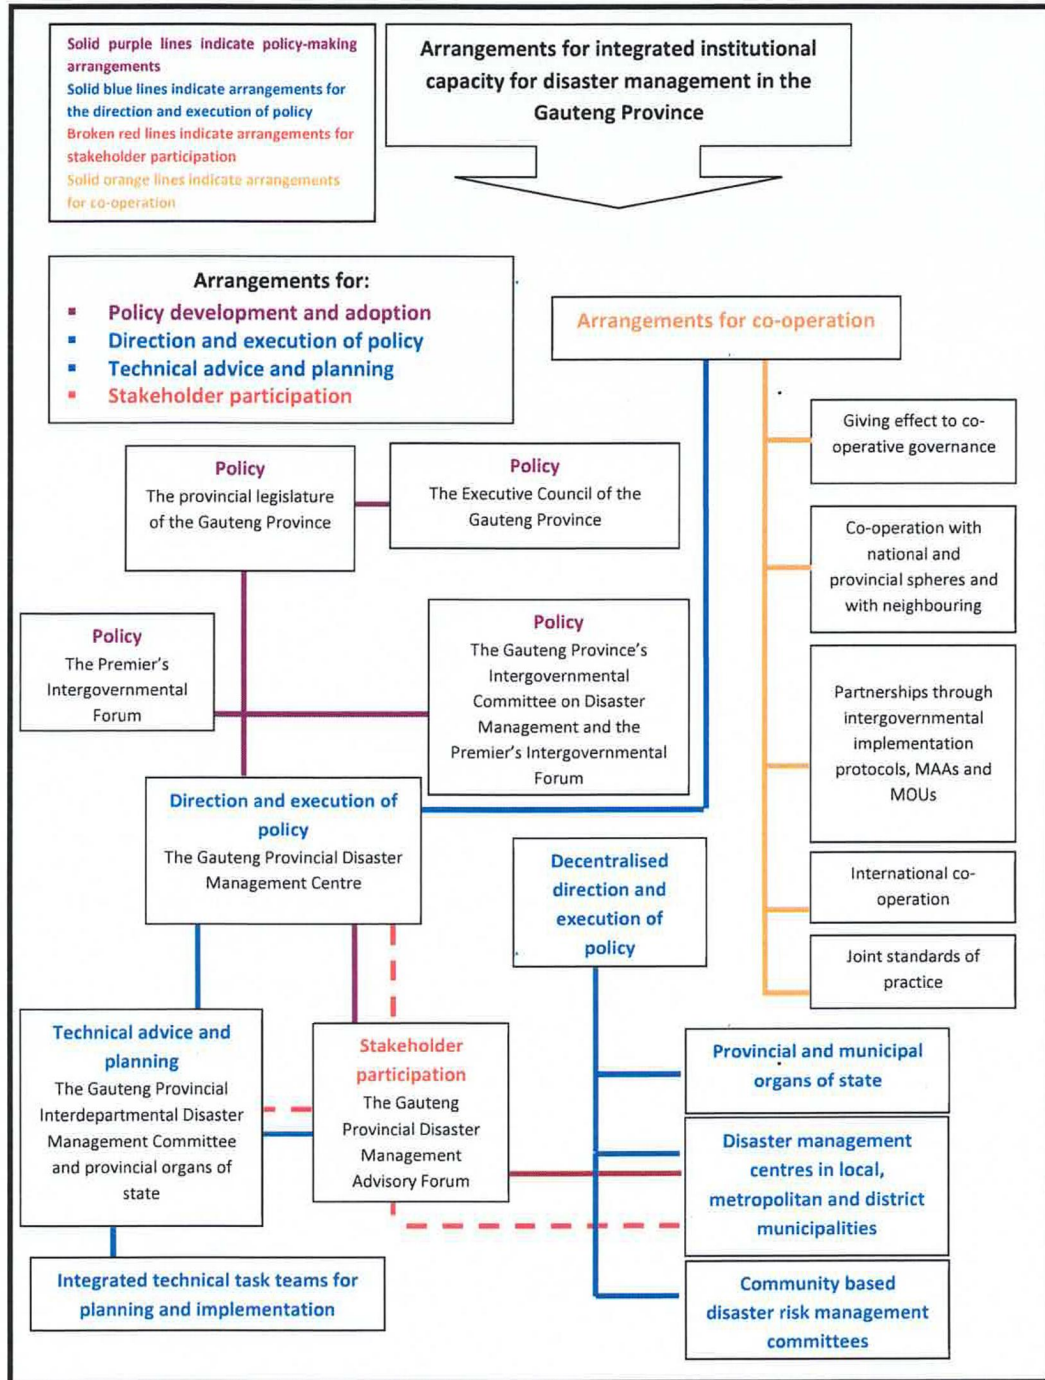 Solid purple lines indicate policy-making
arrangements
Solid blue lines indicate arrangements for
the direction and execution of policy
Broken red lines indicate arrangements for
stakeholder participation
Solid orange lines indicate arrangements
for co-operation
Arrangements for integrated institutional
capacity for disaster management in the
Gauteng Province
Arrangements for:
Policy development and adoption
Direction and execution of policy
Technical advice and planning
Stakeholder participation
Arrangements for co-operation
Giving effect to co-
operative governance
Co-operation with
national and
provincial spheres and
with neighbouring
Partnerships through
intergovernmental
implementation
protocols, MAAs and
MOUs
International co-
operation
Joint standards of
practice
Policy
The provincial legislature
of the Gauteng Province
Policy
The Executive Council of the
Gauteng Province
Policy
The Premier's
Intergovernmental
Forum
Policy
The Gauteng Province's
Intergovernmental
Committee on Disaster
Management and the
Premier's Intergovernmental
Forum
Direction and execution of
policy
The Gauteng Provincial Disaster
Management Centre
Decentralised
direction and
execution of
policy
Technical advice and
planning
The Gauteng Provincial
Interdepartmental Disaster
Management Committee
and provincial organs of
state
Stakeholder
participation
The Gauteng
Provincial Disaster
Management
Advisory Forum
Provincial and municipal
organs of state
Disaster management
centres in local,
metropolitan and district
municipalities
Community based
disaster risk management
committees
Integrated technical task teams for
planning and implementation